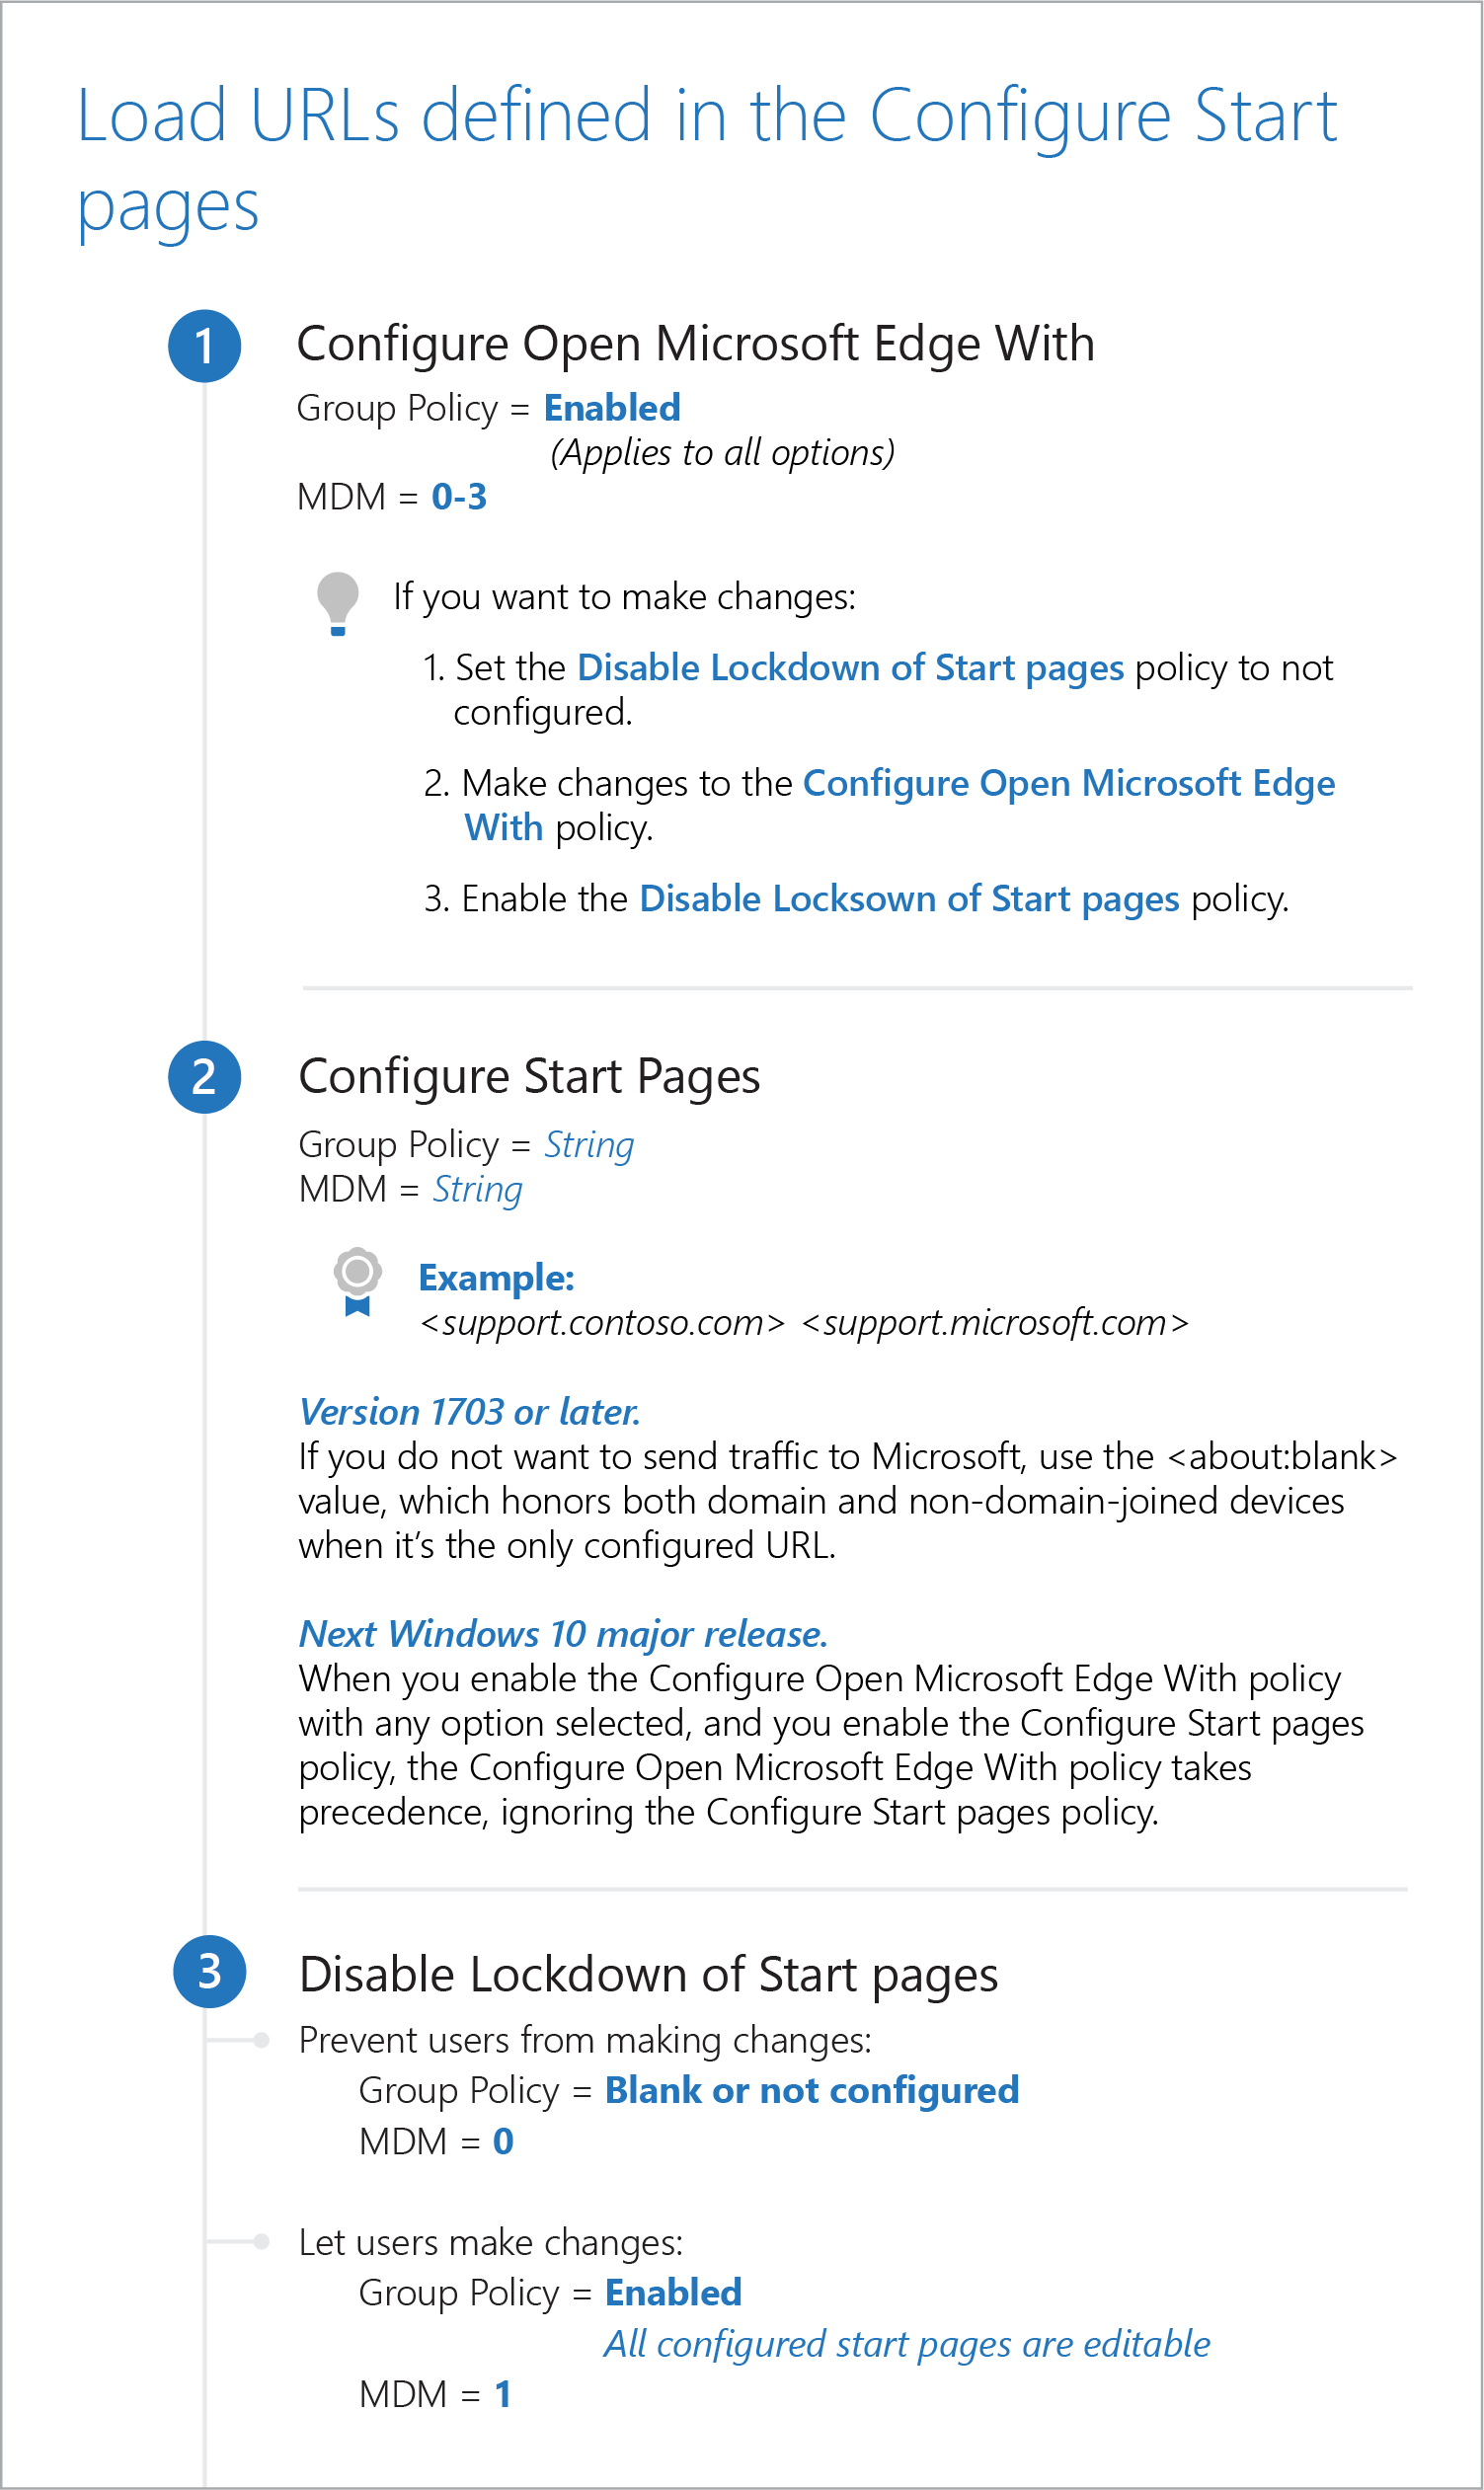 Load URLs defined in the Configure Start
pages
1
Configure Open Microsoft Edge With
Group Policy = Enabled
(Applies to all options)
MDM = 0-3
If you want to make changes:
1. Set the Disable Lockdown of Start pages policy to not
configured.
2. Make changes to the Configure Open Microsoft Edge
With policy.
3. Enable the Disable Locksown of Start pages policy.
2
Configure Start Pages
Group Policy = String
MDM = String
Example:
<support.contoso.com> <support.microsoft.com>
Version 1703 or later.
If you do not want to send traffic to Microsoft, use the <about:blank>
value, which honors both domain and non-domain-joined devices
when it’s the only configured URL.
Next Windows 10 major release.
When you enable the Configure Open Microsoft Edge With policy
with any option selected, and you enable the Configure Start pages
policy, the Configure Open Microsoft Edge With policy takes
precedence, ignoring the Configure Start pages policy.
3
Disable Lockdown of Start pages
Prevent users from making changes:
Group Policy = Blank or not configured
MDM = 0
Let users make changes:
Group Policy = Enabled
All configured start pages are editable
MDM = 1